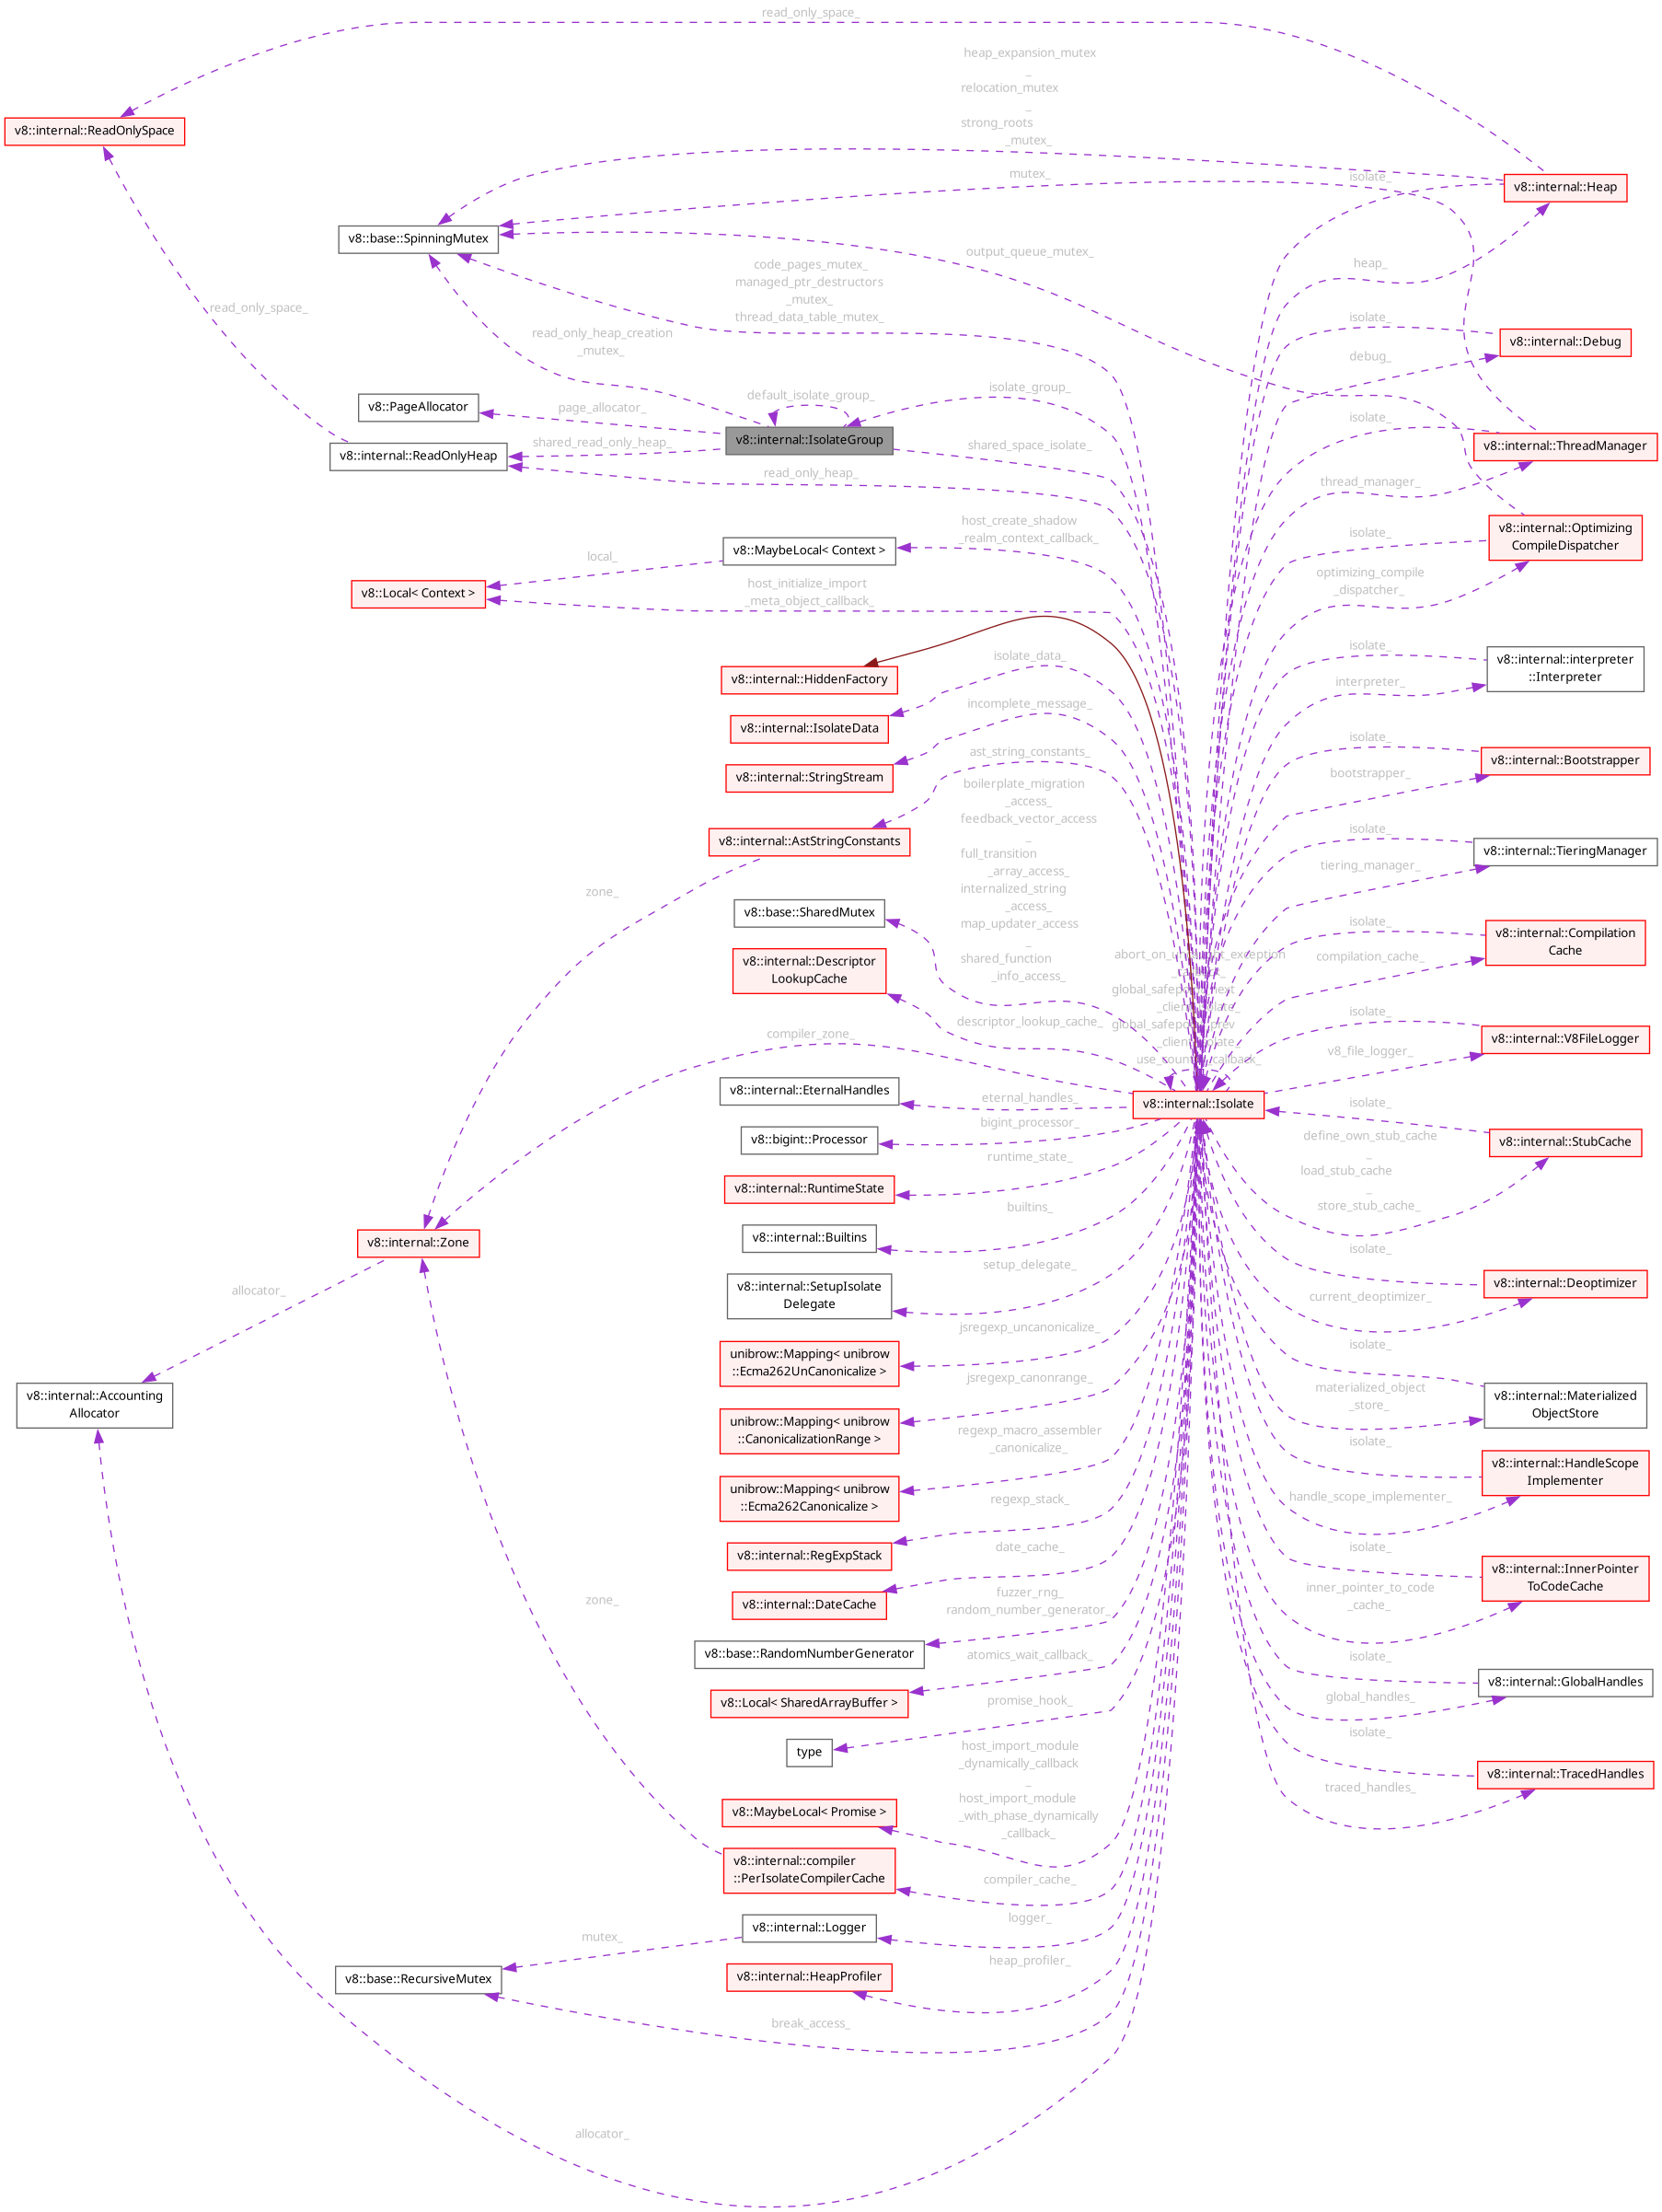 read_only_space_
heap_expansion_mutex
_
relocation_mutex
_
strong_roots
_mutex_
v8::internal::ReadOnlySpace
mutex_
isolate_
v8::internal::Heap
v8::base::SpinningMutex
output_queue_mutex_
heap_
code_pages_mutex_
managed_ptr_destructors
_mutex_
thread_data_table_mutex_
read_only_space_
read_only_heap_creation
_mutex_
isolate_
v8::internal::Debug
debug_
default_isolate_group_
isolate_group_
v8::PageAllocator
page_allocator_
v8::internal::IsolateGroup
isolate_
v8::internal::ThreadManager
shared_read_only_heap_
shared_space_isolate_
v8::internal::ReadOnlyHeap
read_only_heap_
thread_manager_
host_create_shadow
_realm_context_callback_
v8::internal::Optimizing
CompileDispatcher
isolate_
v8::MaybeLocal< Context >
local_
v8::Local< Context >
host_initialize_import
_meta_object_callback_
optimizing_compile
_dispatcher_
isolate_
v8::internal::interpreter
::Interpreter
isolate_data_
v8::internal::HiddenFactory
interpreter_
incomplete_message_
v8::internal::IsolateData
isolate_
ast_string_constants_
v8::internal::Bootstrapper
v8::internal::StringStream
bootstrapper_
boilerplate_migration
_access_
feedback_vector_access
_
full_transition
_array_access_
internalized_string
_access_
map_updater_access
_
shared_function
_info_access_
isolate_
v8::internal::AstStringConstants
v8::internal::TieringManager
tiering_manager_
zone_
v8::base::SharedMutex
isolate_
v8::internal::Compilation
Cache
v8::internal::Descriptor
LookupCache
compilation_cache_
global_safepoint_next
global_safepoint_prev
isolate_
descriptor_lookup_cache_
compiler_zone_
v8::internal::V8FileLogger
v8_file_logger_
v8::internal::EternalHandles
eternal_handles_
v8::internal::Isolate
isolate_
bigint_processor_
v8::bigint::Processor
define_own_stub_cache
_
load_stub_cache
_
store_stub_cache_
v8::internal::StubCache
runtime_state_
v8::internal::RuntimeState
builtins_
v8::internal::Zone
v8::internal::Builtins
isolate_
setup_delegate_
v8::internal::SetupIsolate
Delegate
v8::internal::Deoptimizer
allocator_
current_deoptimizer_
jsregexp_uncanonicalize_
isolate_
unibrow::Mapping< unibrow
::Ecma262UnCanonicalize >
jsregexp_canonrange_
v8::internal::Accounting
Allocator
materialized_object
_store_
v8::internal::Materialized
ObjectStore
unibrow::Mapping< unibrow
::CanonicalizationRange >
regexp_macro_assembler
_canonicalize_
isolate_
v8::internal::HandleScope
Implementer
unibrow::Mapping< unibrow
::Ecma262Canonicalize >
regexp_stack_
handle_scope_implementer_
v8::internal::RegExpStack
date_cache_
isolate_
v8::internal::InnerPointer
ToCodeCache
v8::internal::DateCache
fuzzer_rng_
random_number_generator_
inner_pointer_to_code
_cache_
zone_
v8::base::RandomNumberGenerator
atomics_wait_callback_
isolate_
v8::internal::GlobalHandles
v8::Local< SharedArrayBuffer >
promise_hook_
global_handles_
type
isolate_
host_import_module
_dynamically_callback
_
host_import_module
_with_phase_dynamically
_callback_
v8::internal::TracedHandles
traced_handles_
v8::MaybeLocal< Promise >
v8::internal::compiler
::PerIsolateCompilerCache
compiler_cache_
logger_
v8::internal::Logger
mutex_
heap_profiler_
v8::base::RecursiveMutex
v8::internal::HeapProfiler
break_access_
allocator_